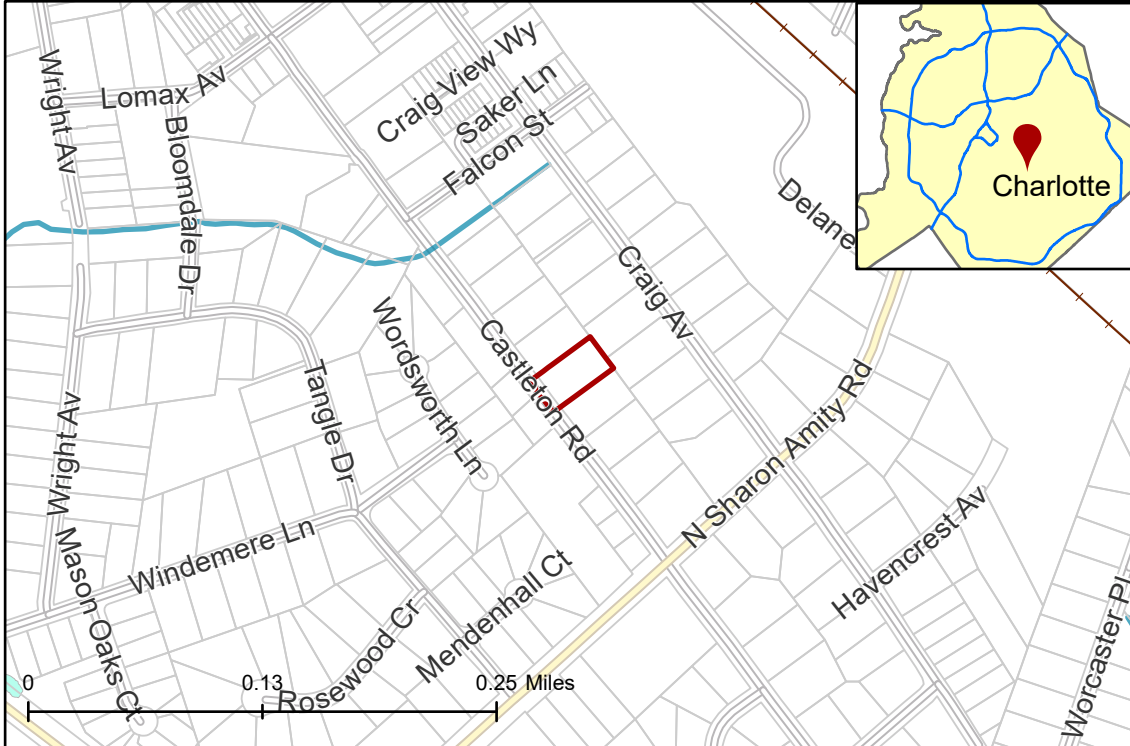 Wright Av
Lomax Av
Bloomdale Dr
Craig View Wy
Saker Ln
Falcon St
Delane
Charlotte
Craig Av
Castleton Rd
Wordsworth Ln
Tangle Dr
Wright Av
N Sharon Amity Rd
Windemere Ln
Mason Oaks Ct
Rosewood Cr
Mendenhall Ct
Havencrest Av
Worcaster Pl
0 0.13 0.25 Miles